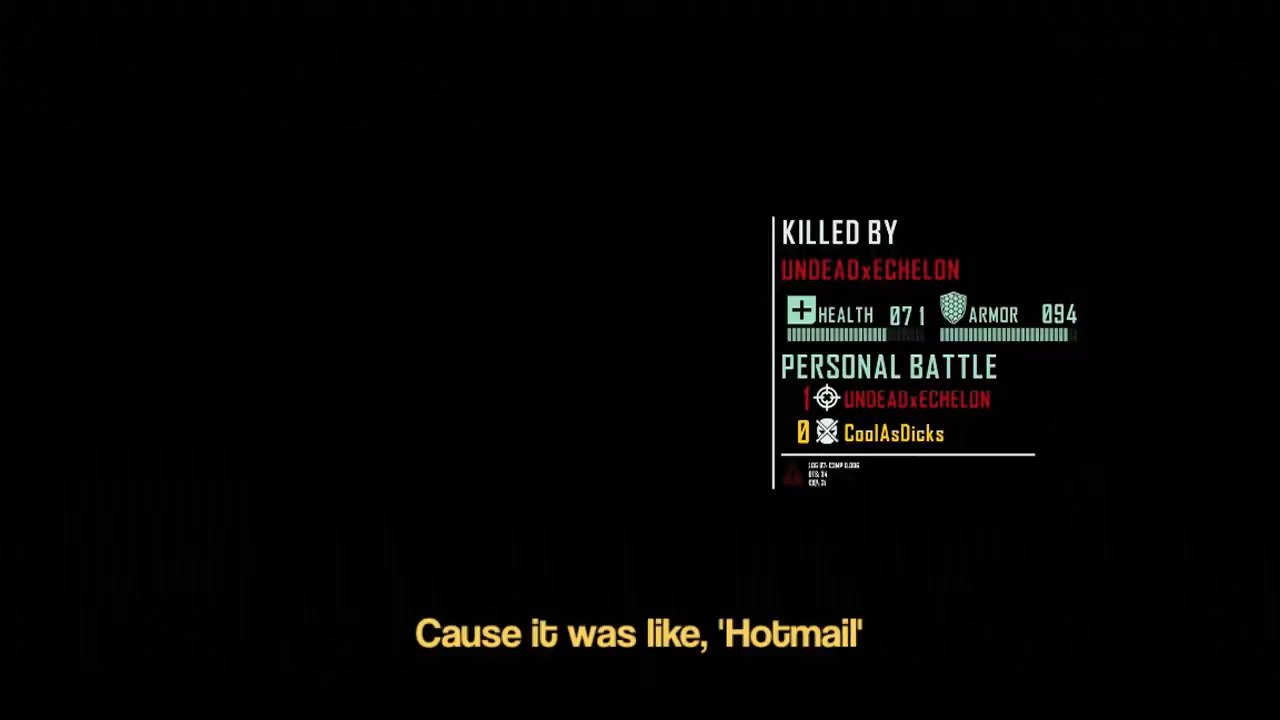 KILLED BY
UNDEADxECHELON
HEALTH 071 ARMOR 094
PERSONAL BATTLE
1 UNDEADxECHELON
0 CoolAsDicks
Cause it was like, 'Hotmail'